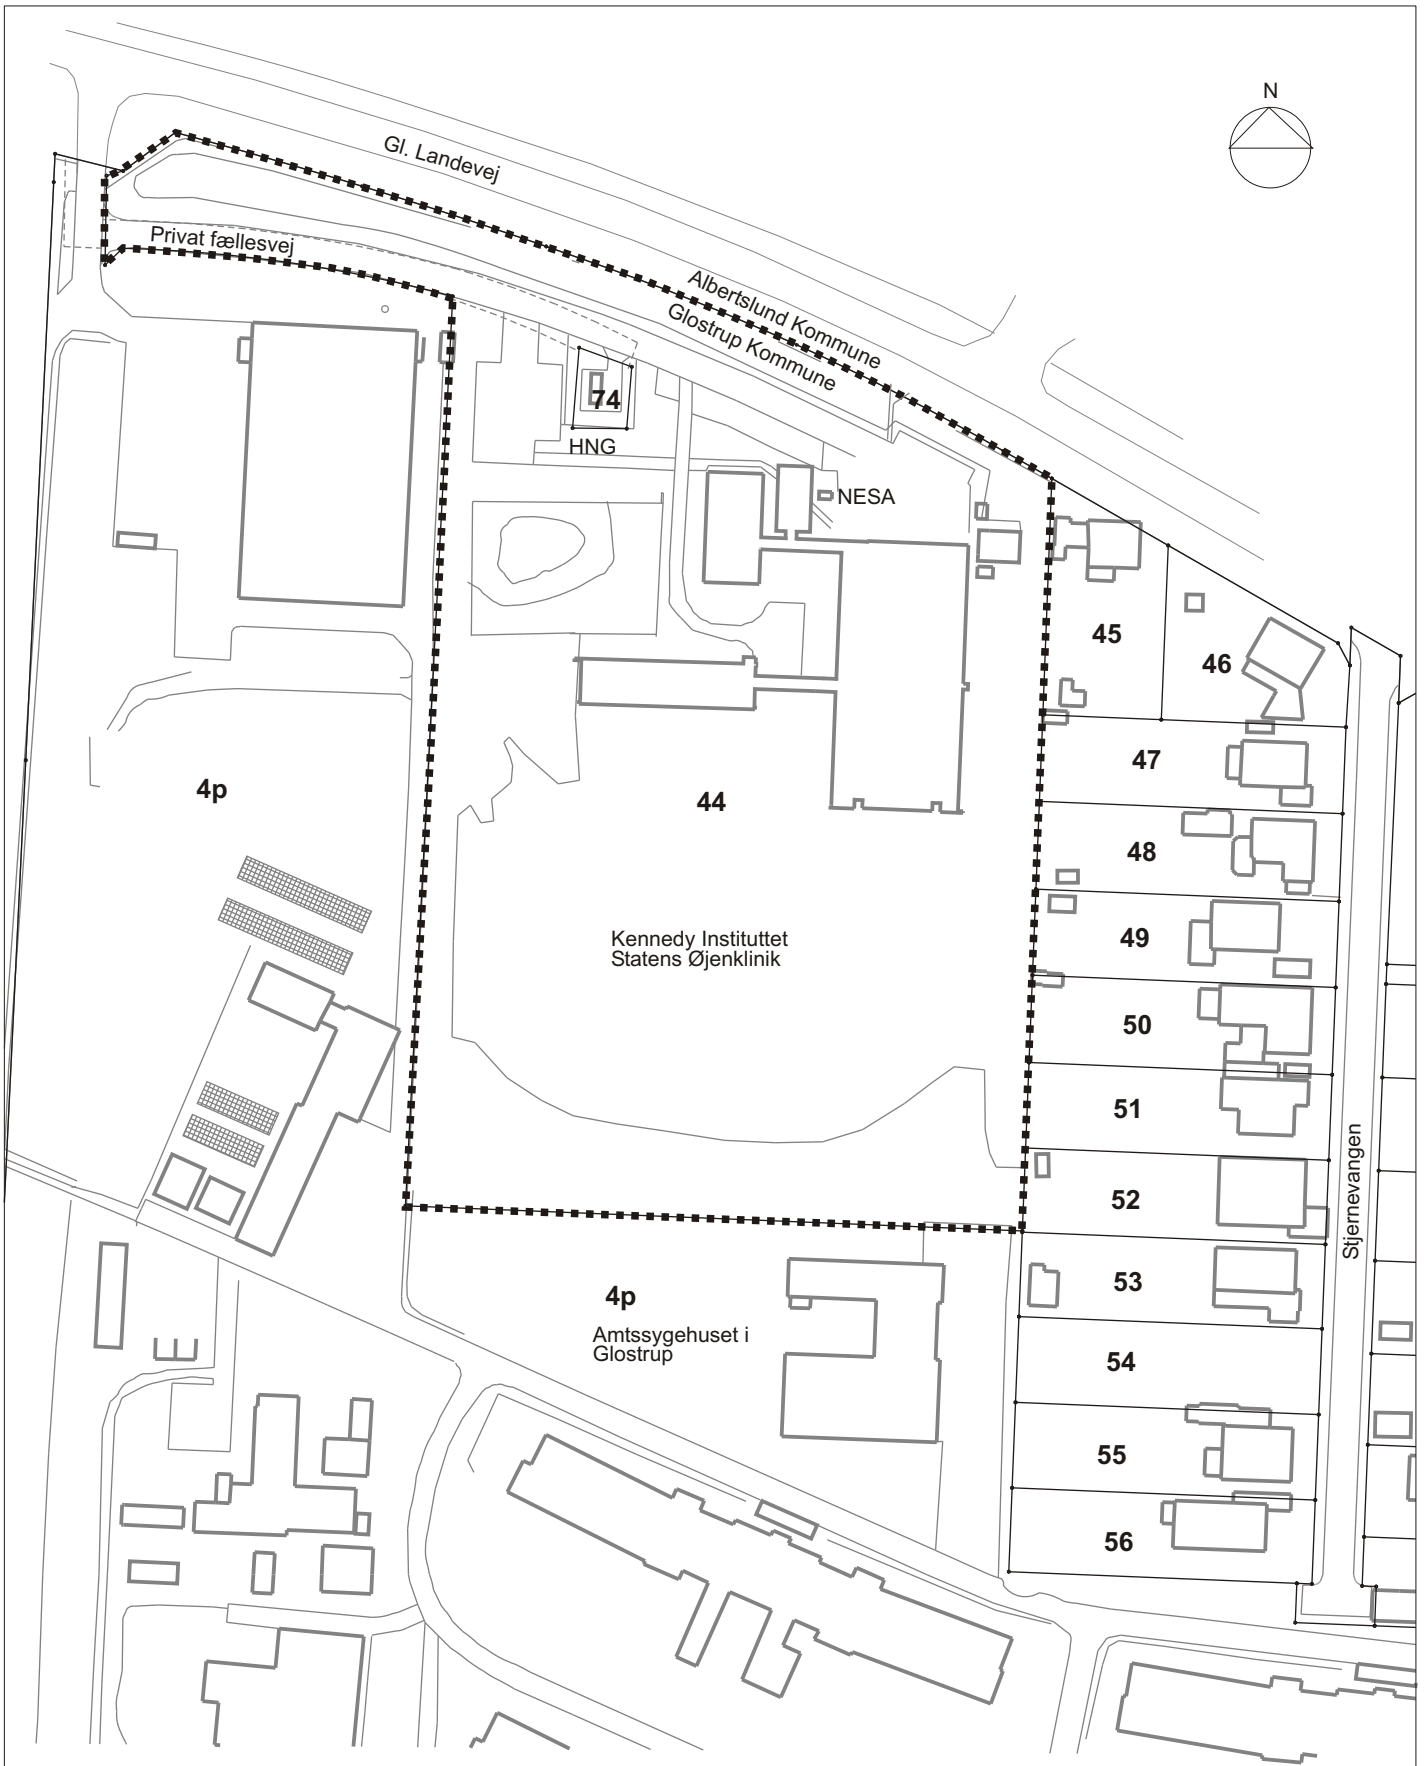 N
Gl. Landevej
Privat fællesvej
Albertslund Kommune
Glostrup Kommune
74
HNG
NESA
45
46
47
4p
44
48
Kennedy Instituttet
Statens Øjenklinik
49
50
51
52
Stjernevangen
53
4p
Amtssygehuset i
Glostrup
54
55
56